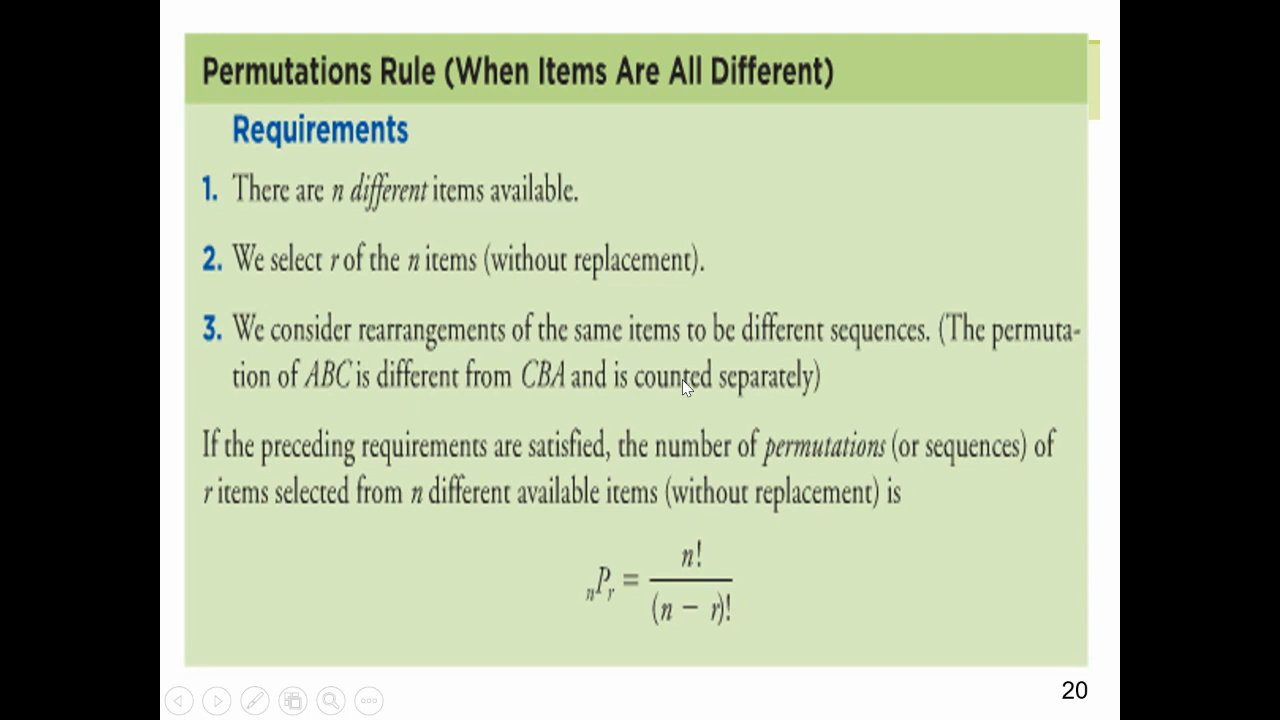 Permutations Rule (When Items Are All Different)
Requirements
1. There are n different items available.
2. We select r of the n items (without replacement).
3. We consider rearrangements of the same items to be different sequences. (The permuta-
tion of ABC is different from CBA and is counted separately)
If the preceding requirements are satisfied, the number of permutations (or sequences) of
r items selected from n different available items (without replacement) is
nPr = n! / (n − r)!
20